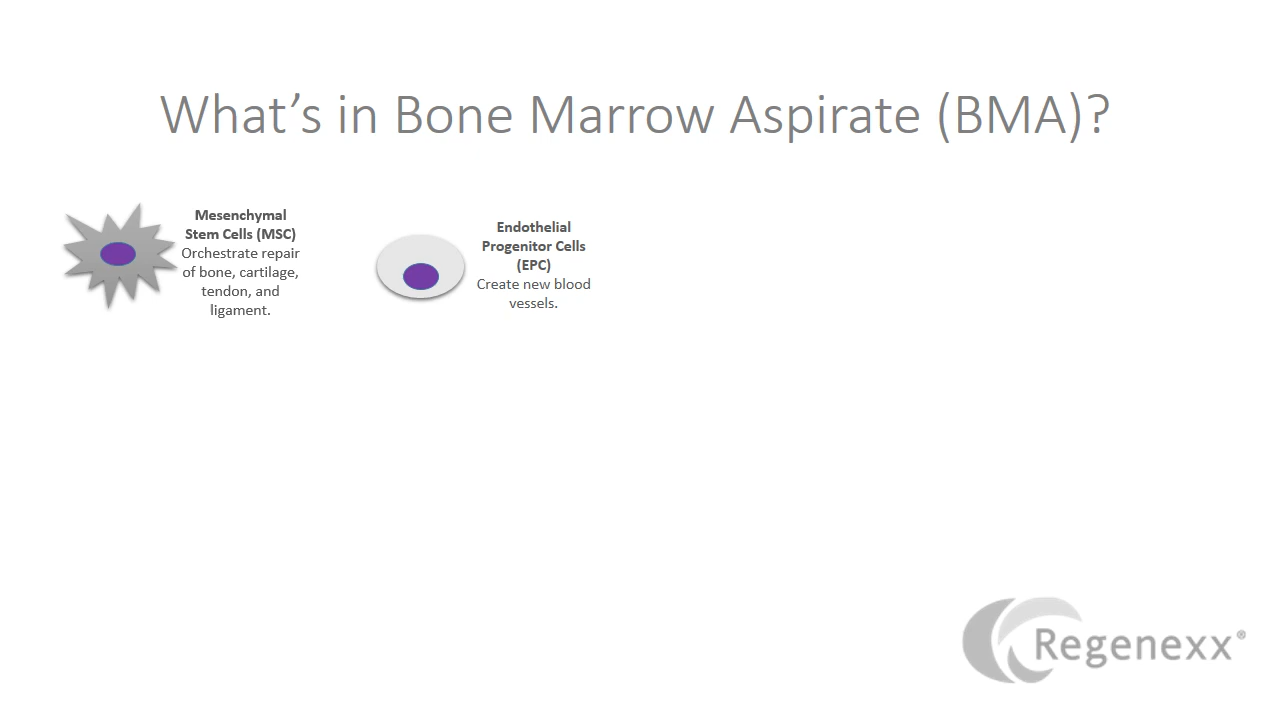 What’s in Bone Marrow Aspirate (BMA)?
Mesenchymal
Stem Cells (MSC)
Orchestrate repair
of bone, cartilage,
tendon, and
ligament.
Endothelial
Progenitor Cells
(EPC)
Create new blood
vessels.
Regenexx®